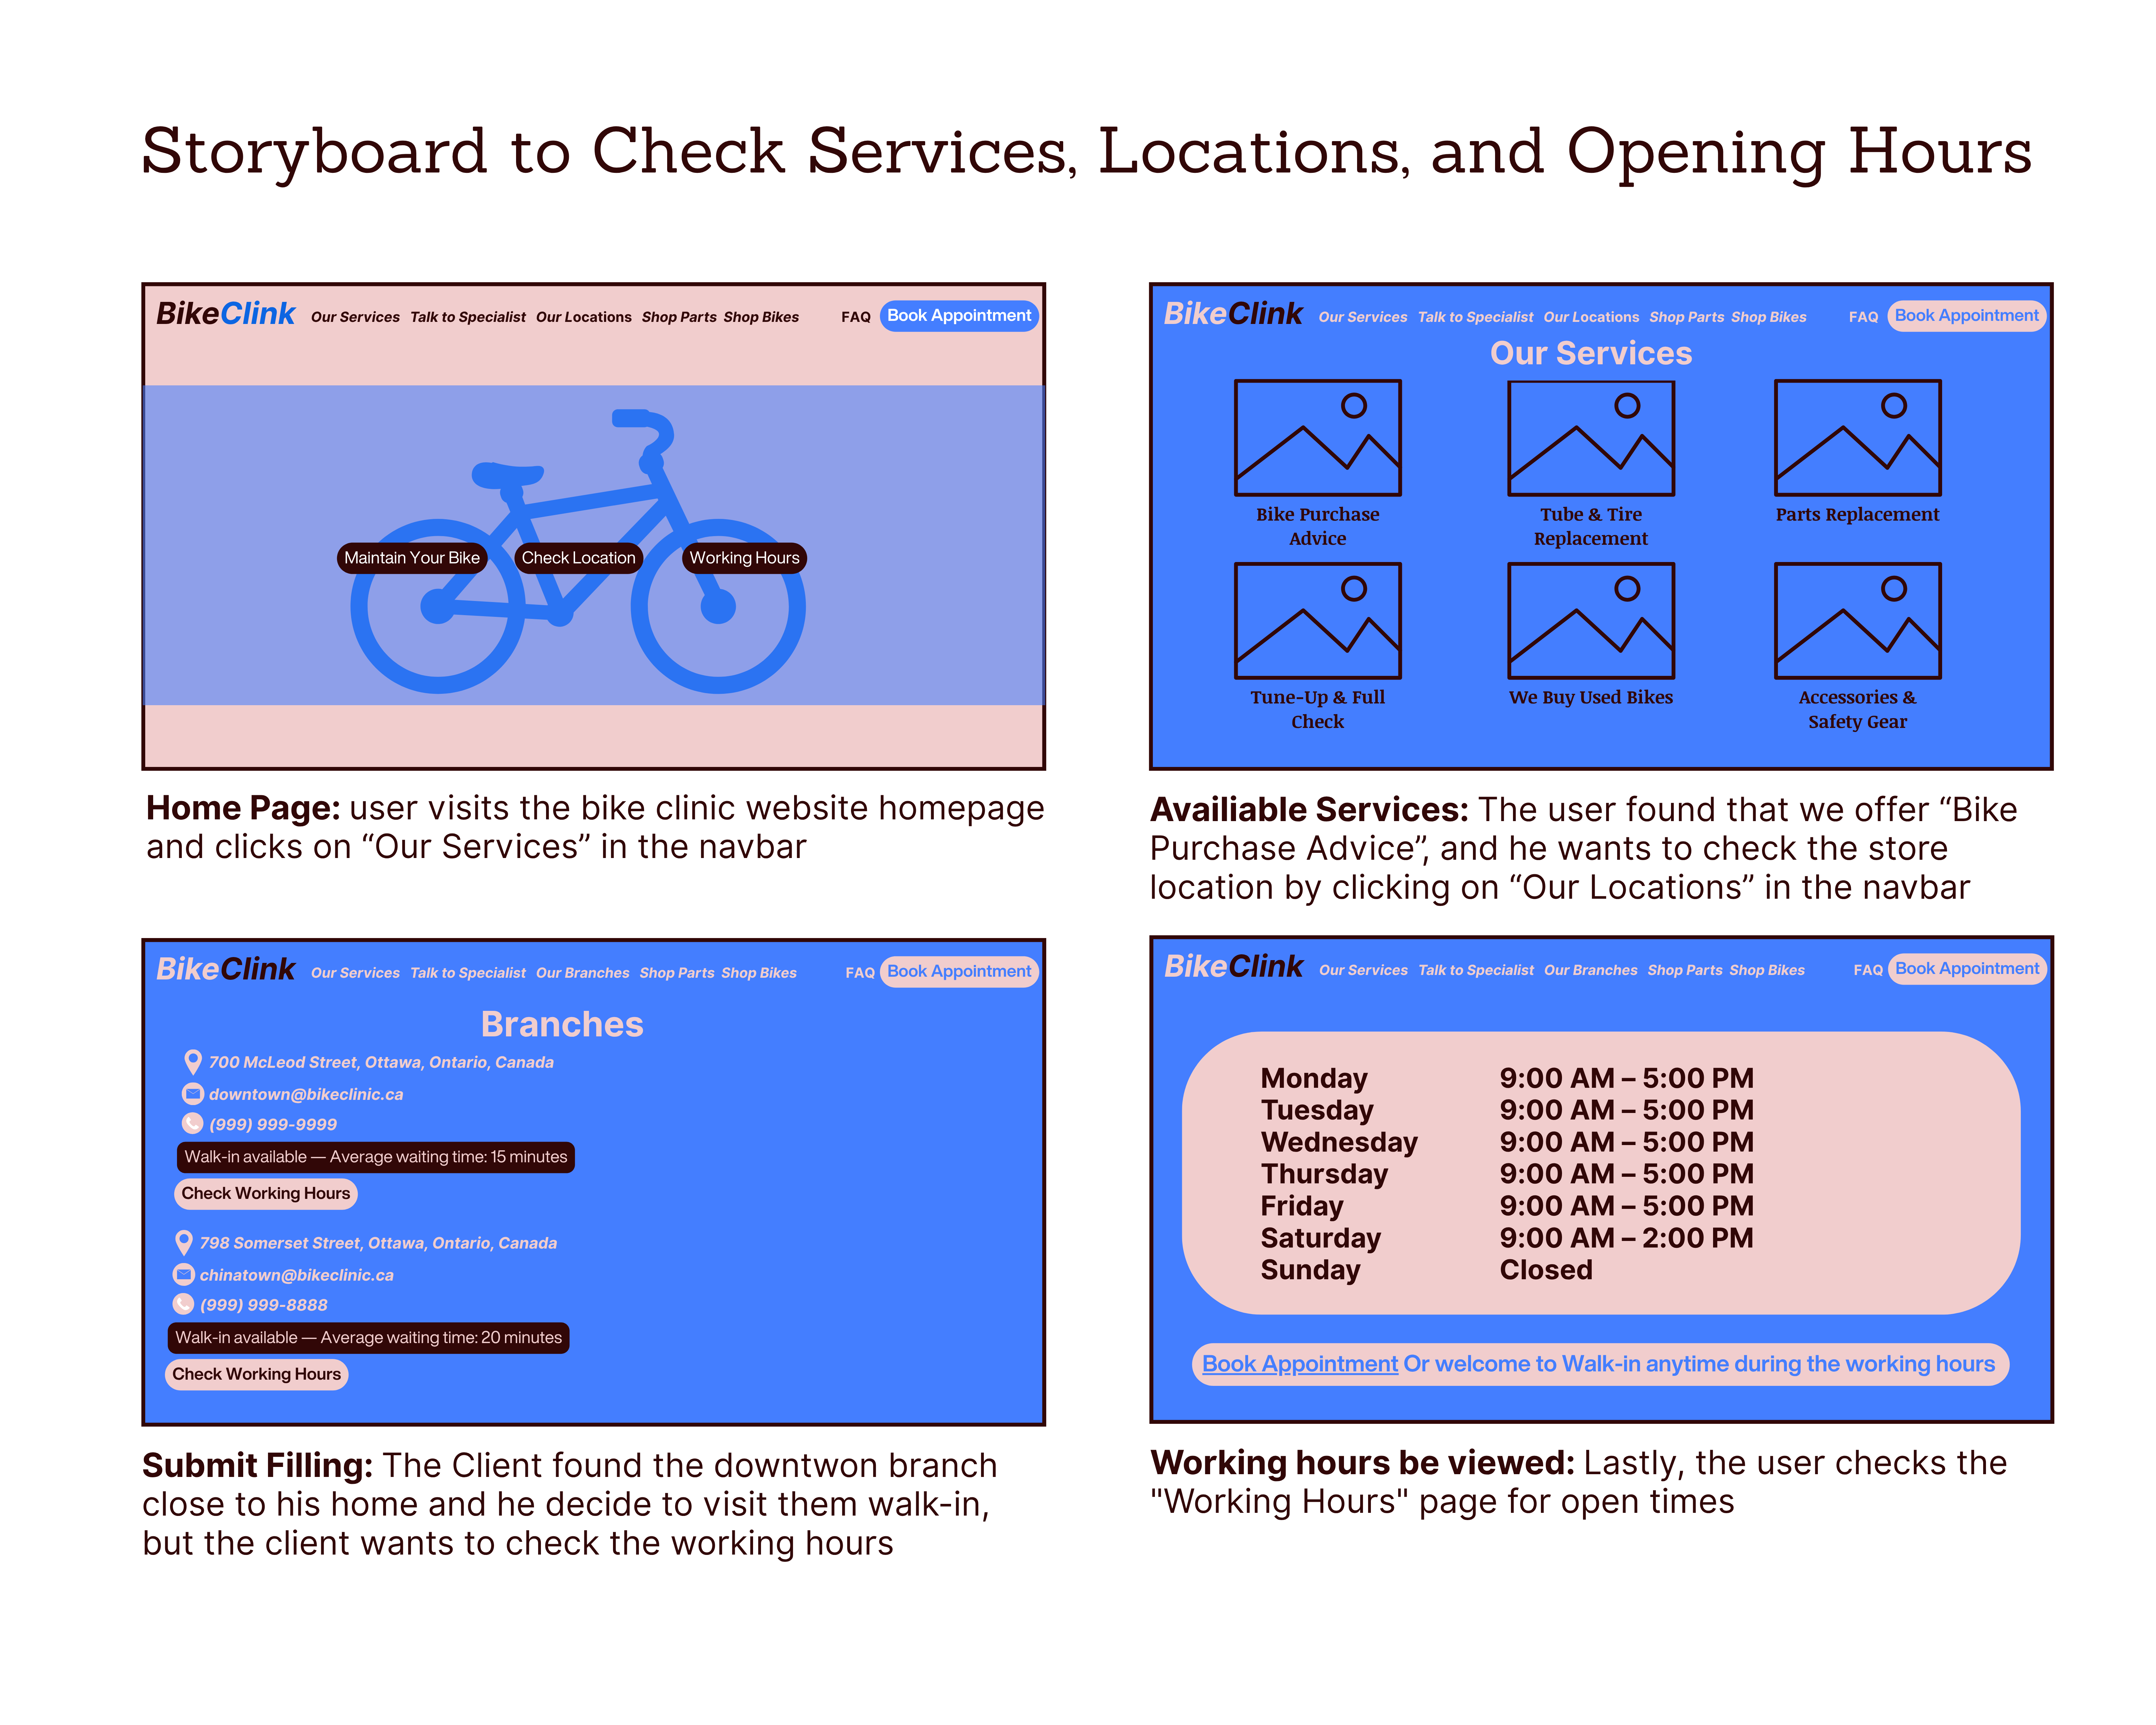 Storyboard to Check Services, Locations, and Opening Hours
BikeClink Our Services Talk to Specialist Our Locations Shop Parts Shop Bikes FAQ Book Appointment
Maintain Your Bike Check Location Working Hours
Home Page: user visits the bike clinic website homepage
and clicks on “Our Services” in the navbar
BikeClink Our Services Talk to Specialist Our Locations Shop Parts Shop Bikes FAQ Book Appointment
Our Services
Bike Purchase
Advice
Tube & Tire
Replacement
Parts Replacement
Tune-Up & Full
Check
We Buy Used Bikes
Accessories &
Safety Gear
Availiable Services: The user found that we offer “Bike
Purchase Advice”, and he wants to check the store
location by clicking on “Our Locations” in the navbar
BikeClink Our Services Talk to Specialist Our Branches Shop Parts Shop Bikes FAQ Book Appointment
Branches
700 McLeod Street, Ottawa, Ontario, Canada
downtown@bikeclinic.ca
(999) 999-9999
Walk-in available — Average waiting time: 15 minutes
Check Working Hours
798 Somerset Street, Ottawa, Ontario, Canada
chinatown@bikeclinic.ca
(999) 999-8888
Walk-in available — Average waiting time: 20 minutes
Check Working Hours
Submit Filling: The Client found the downtwon branch
close to his home and he decide to visit them walk-in,
but the client wants to check the working hours
BikeClink Our Services Talk to Specialist Our Branches Shop Parts Shop Bikes FAQ Book Appointment
Monday 9:00 AM – 5:00 PM
Tuesday 9:00 AM – 5:00 PM
Wednesday 9:00 AM – 5:00 PM
Thursday 9:00 AM – 5:00 PM
Friday 9:00 AM – 5:00 PM
Saturday 9:00 AM – 2:00 PM
Sunday Closed
Book Appointment Or welcome to Walk-in anytime during the working hours
Working hours be viewed: Lastly, the user checks the
"Working Hours" page for open times